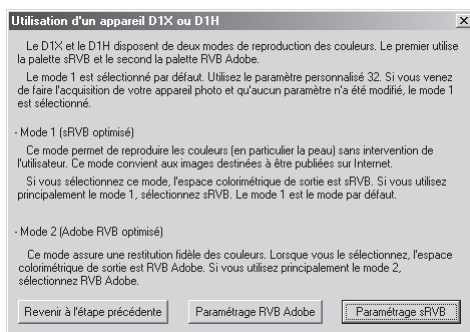 Utilisation d'un appareil D1X ou D1H
Le D1X et le D1H disposent de deux modes de reproduction des couleurs. Le premier utilise
la palette sRVB et le second la palette RVB Adobe.
Le mode 1 est sélectionné par défaut. Utilisez le paramètre personnalisé 32. Si vous venez
de faire l'acquisition de votre appareil photo et qu'aucun paramètre n'a été modifié, le mode 1
est sélectionné.
- Mode 1 (sRVB optimisé)
Ce mode permet de reproduire les couleurs (en particulier la peau) sans intervention de
l'utilisateur. Ce mode convient aux images destinées à être publiées sur Internet.
Si vous sélectionnez ce mode, l'espace colorimétrique de sortie est sRVB. Si vous utilisez
principalement le mode 1, sélectionnez sRVB. Le mode 1 est le mode par défaut.
- Mode 2 (Adobe RVB optimisé)
Ce mode assure une restitution fidèle des couleurs. Lorsque vous le sélectionnez, l'espace
colorimétrique de sortie est RVB Adobe. Si vous utilisez principalement le mode 2,
sélectionnez RVB Adobe.
Revenir à l'étape précédente Paramétrage RVB Adobe Paramétrage sRVB